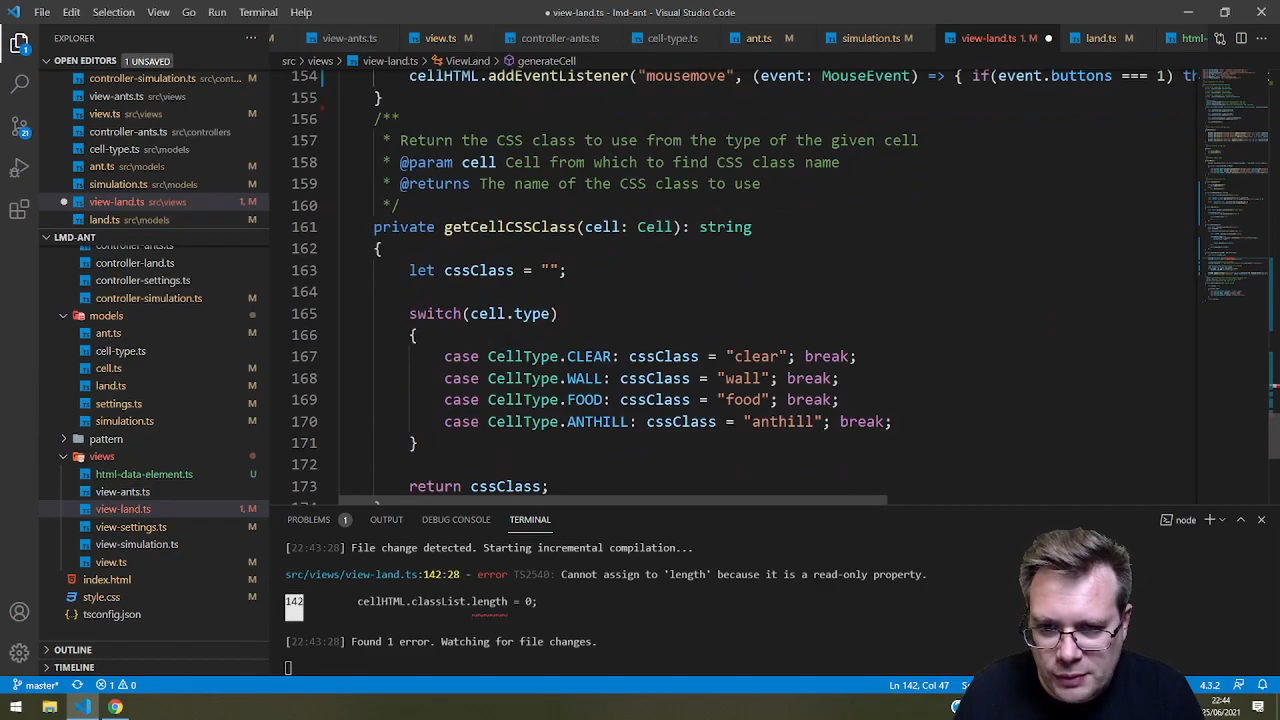 File Edit Selection View Go Run Terminal Help
● view-land.ts - lmd-ant - Visual Studio Code
EXPLORER ...
view-ants.ts view.ts M controller-ants.ts cell-type.ts ant.ts M simulation.ts M view-land.ts 1, M ● land.ts M html-
src > views > view-land.ts > ViewLand > generateCell
OPEN EDITORS 1 UNSAVED
controller-simulation.ts src\cont... M
view-ants.ts src\views
view.ts src\views M
controller-ants.ts src\controllers
cell-type.ts src\models
ant.ts src\models M
simulation.ts src\models M
view-land.ts src\views 1, M
land.ts src\models M
LMD-ANT
controller-ants.ts
controller-land.ts M
controller-settings.ts M
controller-simulation.ts M
models
ant.ts M
cell-type.ts
cell.ts M
land.ts M
settings.ts M
simulation.ts M
pattern
views
html-data-element.ts U
view-ants.ts
view-land.ts 1, M
view-settings.ts M
view-simulation.ts M
view.ts M
index.html M
style.css M
tsconfig.json
OUTLINE
TIMELINE
154 cellHTML.addEventListener("mousemove", (event: MouseEvent) => { if(event.buttons === 1) th
155 }
156 /**
157 * Return the CSS class name from the type of a given cell
158 * @param cell Cell from wich to find CSS class name
159 * @returns The name of the CSS class to use
160 */
161 private getCellCssClass(cell: Cell): string
162 {
163 let cssClass = "";
164
165 switch(cell.type)
166 {
167 case CellType.CLEAR: cssClass = "clear"; break;
168 case CellType.WALL: cssClass = "wall"; break;
169 case CellType.FOOD: cssClass = "food"; break;
170 case CellType.ANTHILL: cssClass = "anthill"; break;
171 }
172
173 return cssClass;
174 }
PROBLEMS 1 OUTPUT DEBUG CONSOLE TERMINAL
node
[22:43:28] File change detected. Starting incremental compilation...
src/views/view-land.ts:142:28 - error TS2540: Cannot assign to 'length' because it is a read-only property.
142 cellHTML.classList.length = 0;
[22:43:28] Found 1 error. Watching for file changes.
master* 1 0
Ln 142, Col 47
4.3.2
22:44
25/06/2021
1
21